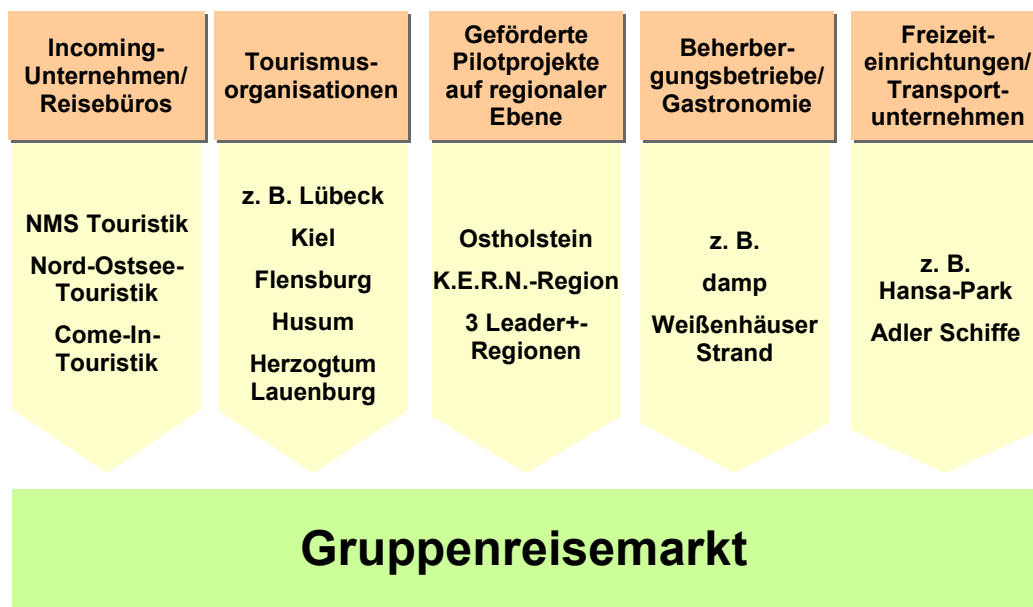 Incoming-
Unternehmen/
Reisebüros
Tourismus-
organisationen
Geförderte
Pilotprojekte
auf regionaler
Ebene
Beherber-
gungsbetriebe/
Gastronomie
Freizeit-
einrichtungen/
Transport-
unternehmen
NMS Touristik
Nord-Ostsee-
Touristik
Come-In-
Touristik
z. B. Lübeck
Kiel
Flensburg
Husum
Herzogtum
Lauenburg
Ostholstein
K.E.R.N.-Region
3 Leader+-
Regionen
z. B.
damp
Weißenhäuser
Strand
z. B.
Hansa-Park
Adler Schiffe
Gruppenreisemarkt